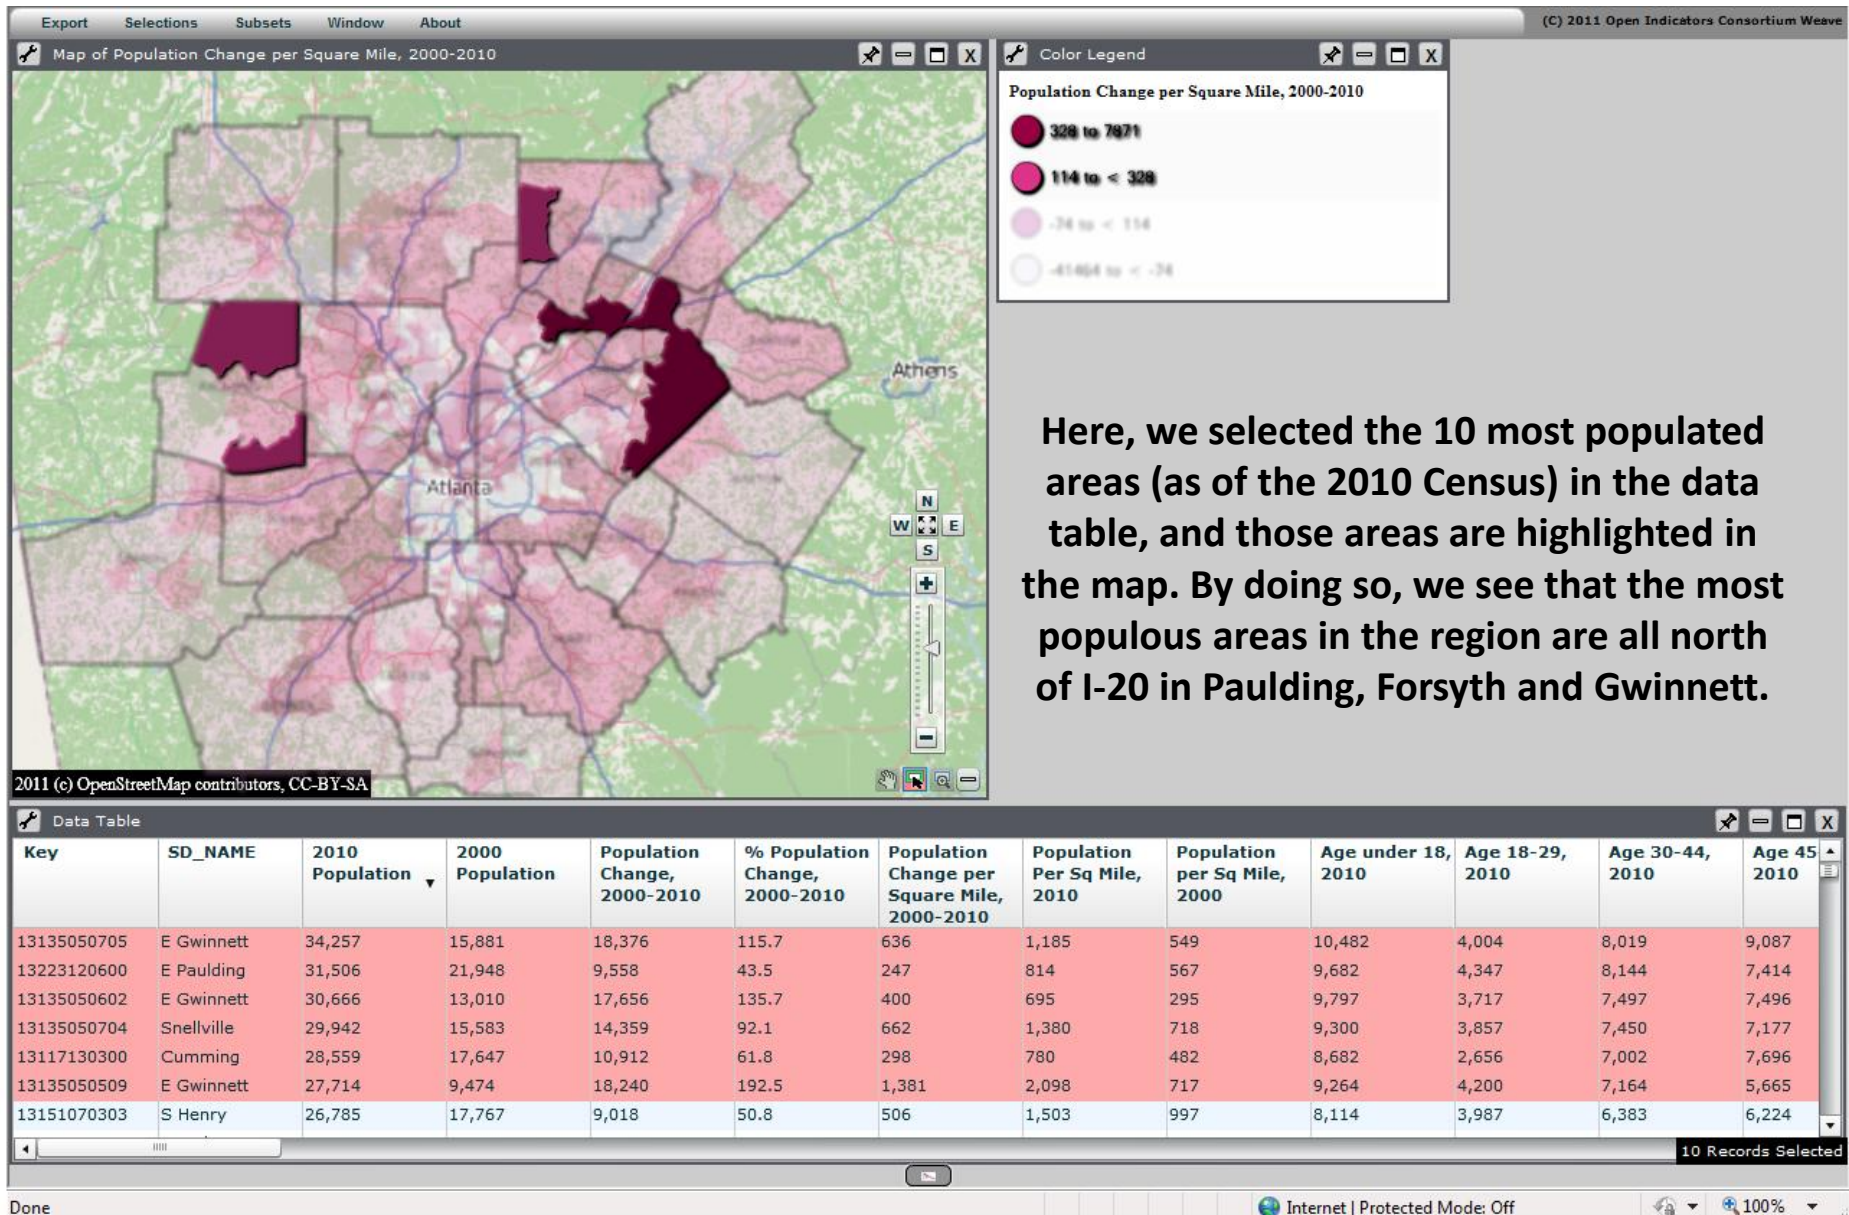 Export Selections Subsets Window About
(C) 2011 Open Indicators Consortium Weave
Map of Population Change per Square Mile, 2000-2010
X
Color Legend
X
Population Change per Square Mile, 2000-2010
328 to 7871
114 to < 328
-74 to < 114
-41464 to < -74
Athens
Atlanta
N
W E
S
2011 (c) OpenStreetMap contributors, CC-BY-SA
Here, we selected the 10 most populated
areas (as of the 2010 Census) in the data
table, and those areas are highlighted in
the map. By doing so, we see that the most
populous areas in the region are all north
of I-20 in Paulding, Forsyth and Gwinnett.
Data Table
X
Key SD_NAME 2010 Population 2000 Population Population Change, 2000-2010 % Population Change, 2000-2010 Population Change per Square Mile, 2000-2010 Population Per Sq Mile, 2010 Population per Sq Mile, 2000 Age under 18, 2010 Age 18-29, 2010 Age 30-44, 2010 Age 45 2010
13135050705 E Gwinnett 34,257 15,881 18,376 115.7 636 1,185 549 10,482 4,004 8,019 9,087
13223120600 E Paulding 31,506 21,948 9,558 43.5 247 814 567 9,682 4,347 8,144 7,414
13135050602 E Gwinnett 30,666 13,010 17,656 135.7 400 695 295 9,797 3,717 7,497 7,496
13135050704 Snellville 29,942 15,583 14,359 92.1 662 1,380 718 9,300 3,857 7,450 7,177
13117130300 Cumming 28,559 17,647 10,912 61.8 298 780 482 8,682 2,656 7,002 7,696
13135050509 E Gwinnett 27,714 9,474 18,240 192.5 1,381 2,098 717 9,264 4,200 7,164 5,665
13151070303 S Henry 26,785 17,767 9,018 50.8 506 1,503 997 8,114 3,987 6,383 6,224
10 Records Selected
Done
Internet | Protected Mode: Off
100%